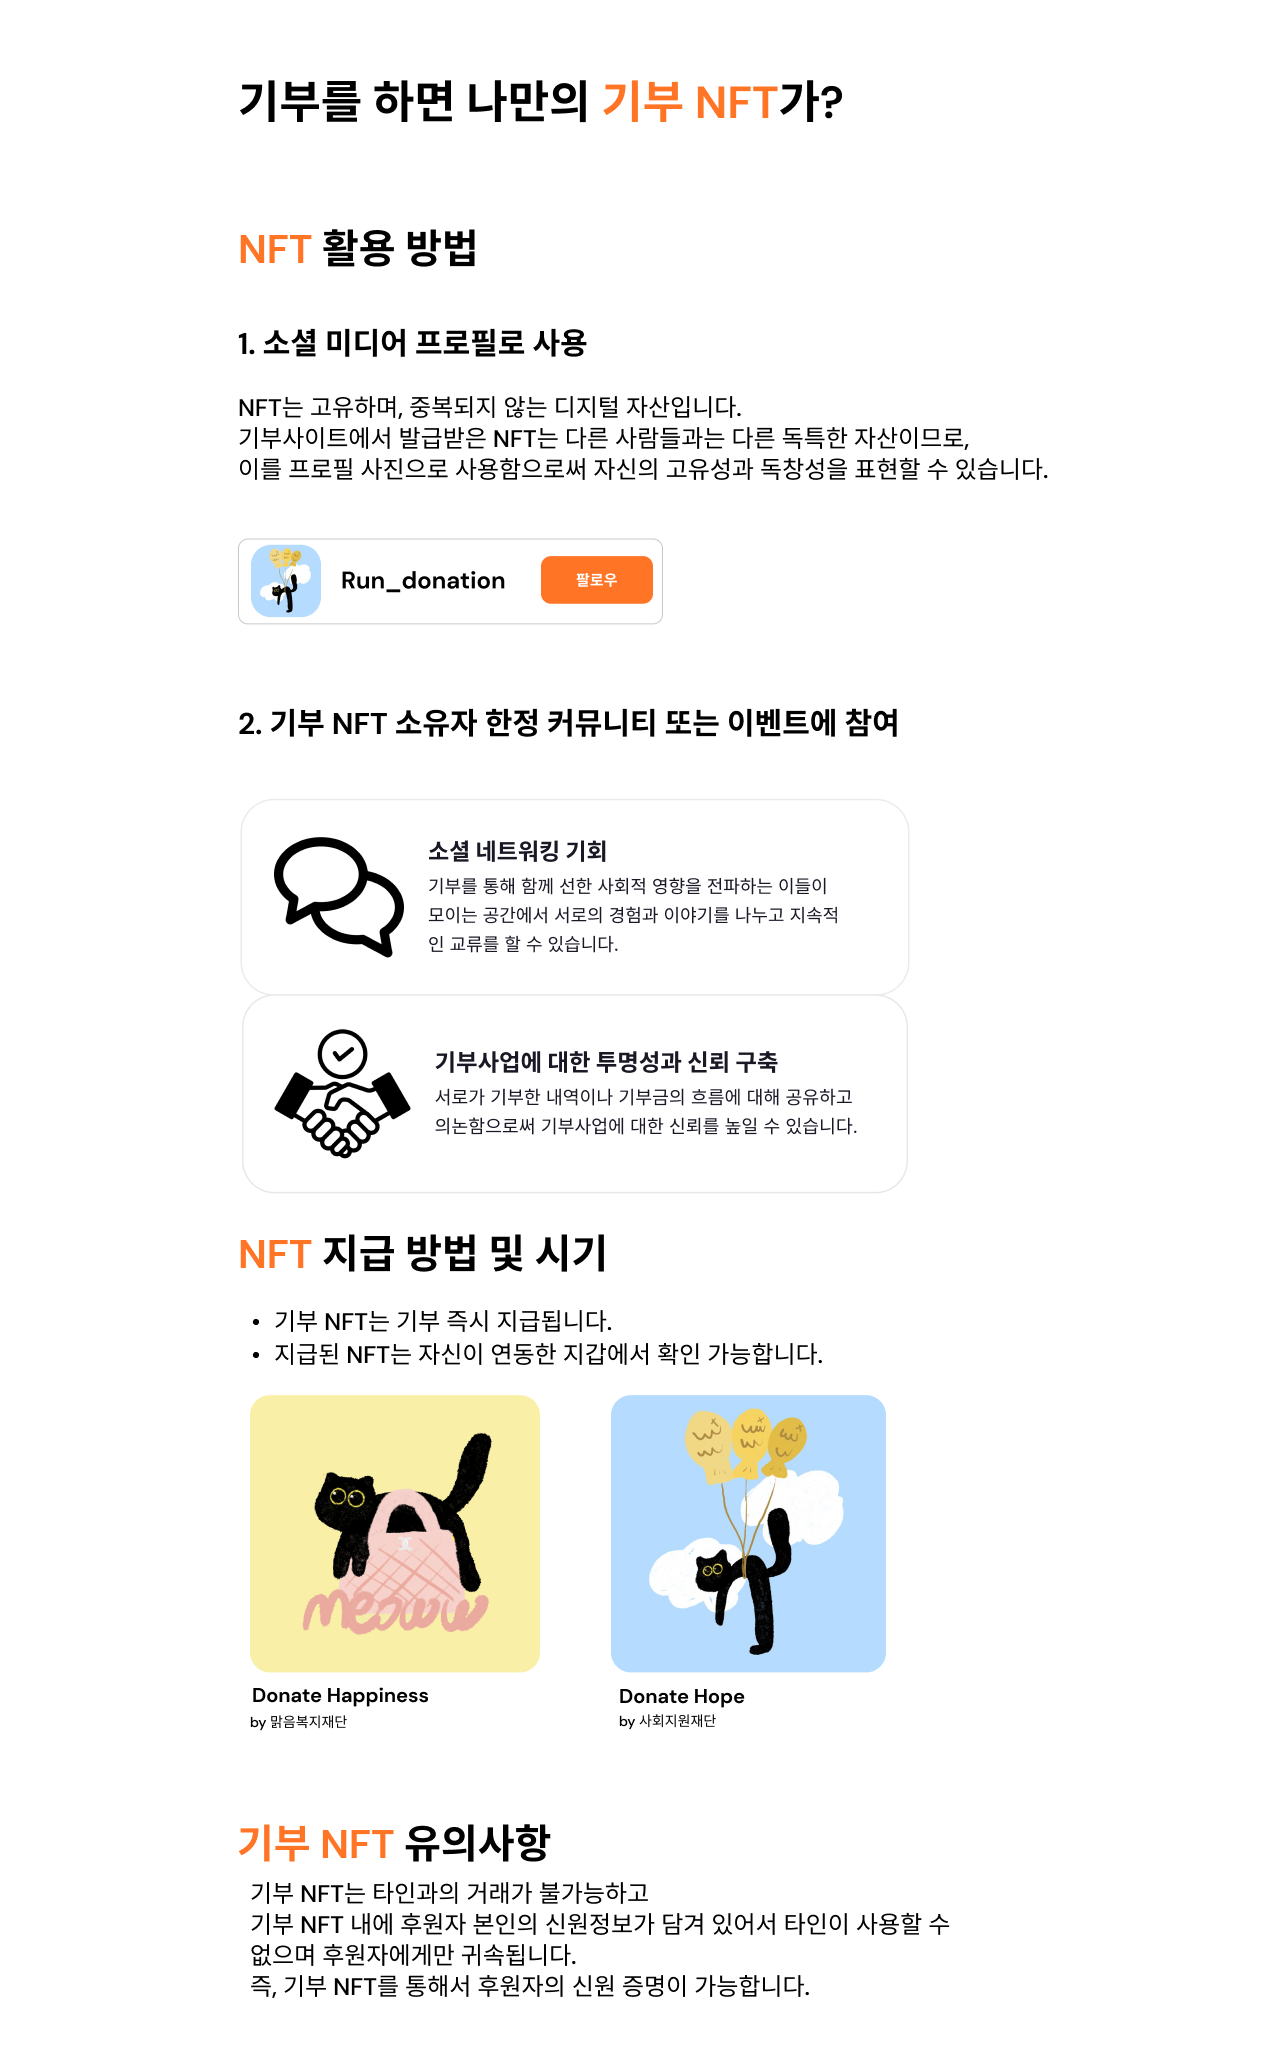 기부를 하면 나만의 기부 NFT가?
NFT 활용 방법
1. 소셜 미디어 프로필로 사용
NFT는 고유하며, 중복되지 않는 디지털 자산입니다.
기부사이트에서 발급받은 NFT는 다른 사람들과는 다른 독특한 자산이므로,
이를 프로필 사진으로 사용함으로써 자신의 고유성과 독창성을 표현할 수 있습니다.
Run_donation
팔로우
2. 기부 NFT 소유자 한정 커뮤니티 또는 이벤트에 참여
소셜 네트워킹 기회
기부를 통해 함께 선한 사회적 영향을 전파하는 이들이
모이는 공간에서 서로의 경험과 이야기를 나누고 지속적
인 교류를 할 수 있습니다.
기부사업에 대한 투명성과 신뢰 구축
서로가 기부한 내역이나 기부금의 흐름에 대해 공유하고
의논함으로써 기부사업에 대한 신뢰를 높일 수 있습니다.
NFT 지급 방법 및 시기
• 기부 NFT는 기부 즉시 지급됩니다.
• 지급된 NFT는 자신이 연동한 지갑에서 확인 가능합니다.
meoww
Donate Happiness
by 맑음복지재단
Donate Hope
by 사회지원재단
기부 NFT 유의사항
기부 NFT는 타인과의 거래가 불가능하고
기부 NFT 내에 후원자 본인의 신원정보가 담겨 있어서 타인이 사용할 수
없으며 후원자에게만 귀속됩니다.
즉, 기부 NFT를 통해서 후원자의 신원 증명이 가능합니다.